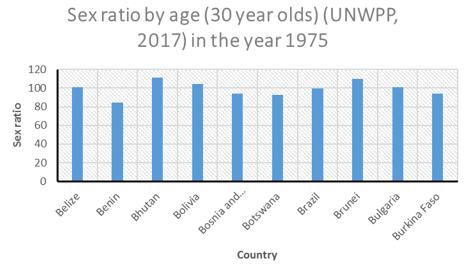 Sex ratio by age (30 year olds) (UNWPP,
2017) in the year 1975
120
100
80
60
40
20
0
Sex ratio
Belize
Benin
Bhutan
Bolivia
Bosnia and...
Botswana
Brazil
Brunei
Bulgaria
Burkina Faso
Country